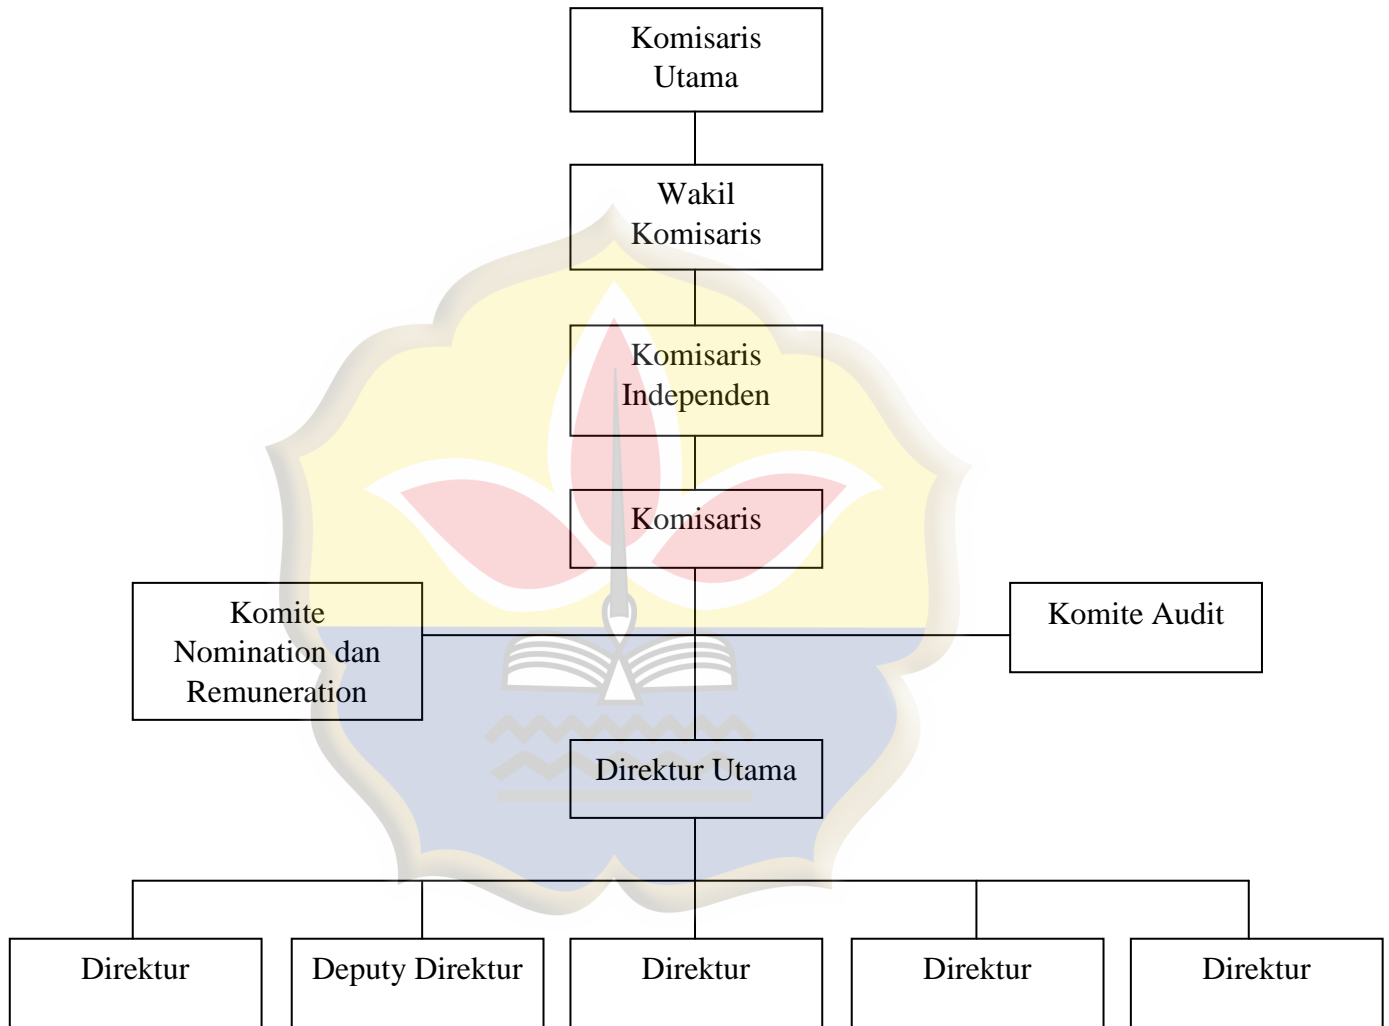 Komisaris
Utama
Wakil
Komisaris
Komisaris
Independen
Komisaris
Komite
Nomination dan
Remuneration
Komite Audit
Direktur Utama
Direktur
Deputy Direktur
Direktur
Direktur
Direktur